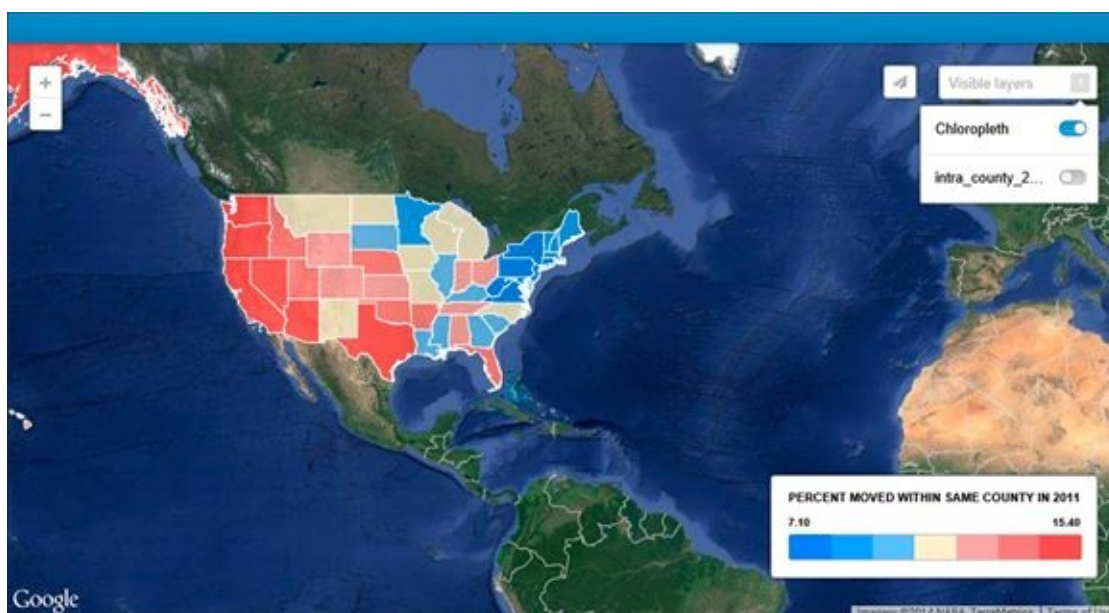 +
Visible layers
−
Chloropleth
intra_county_2...
PERCENT MOVED WITHIN SAME COUNTY IN 2011
7.10 15.40
Google